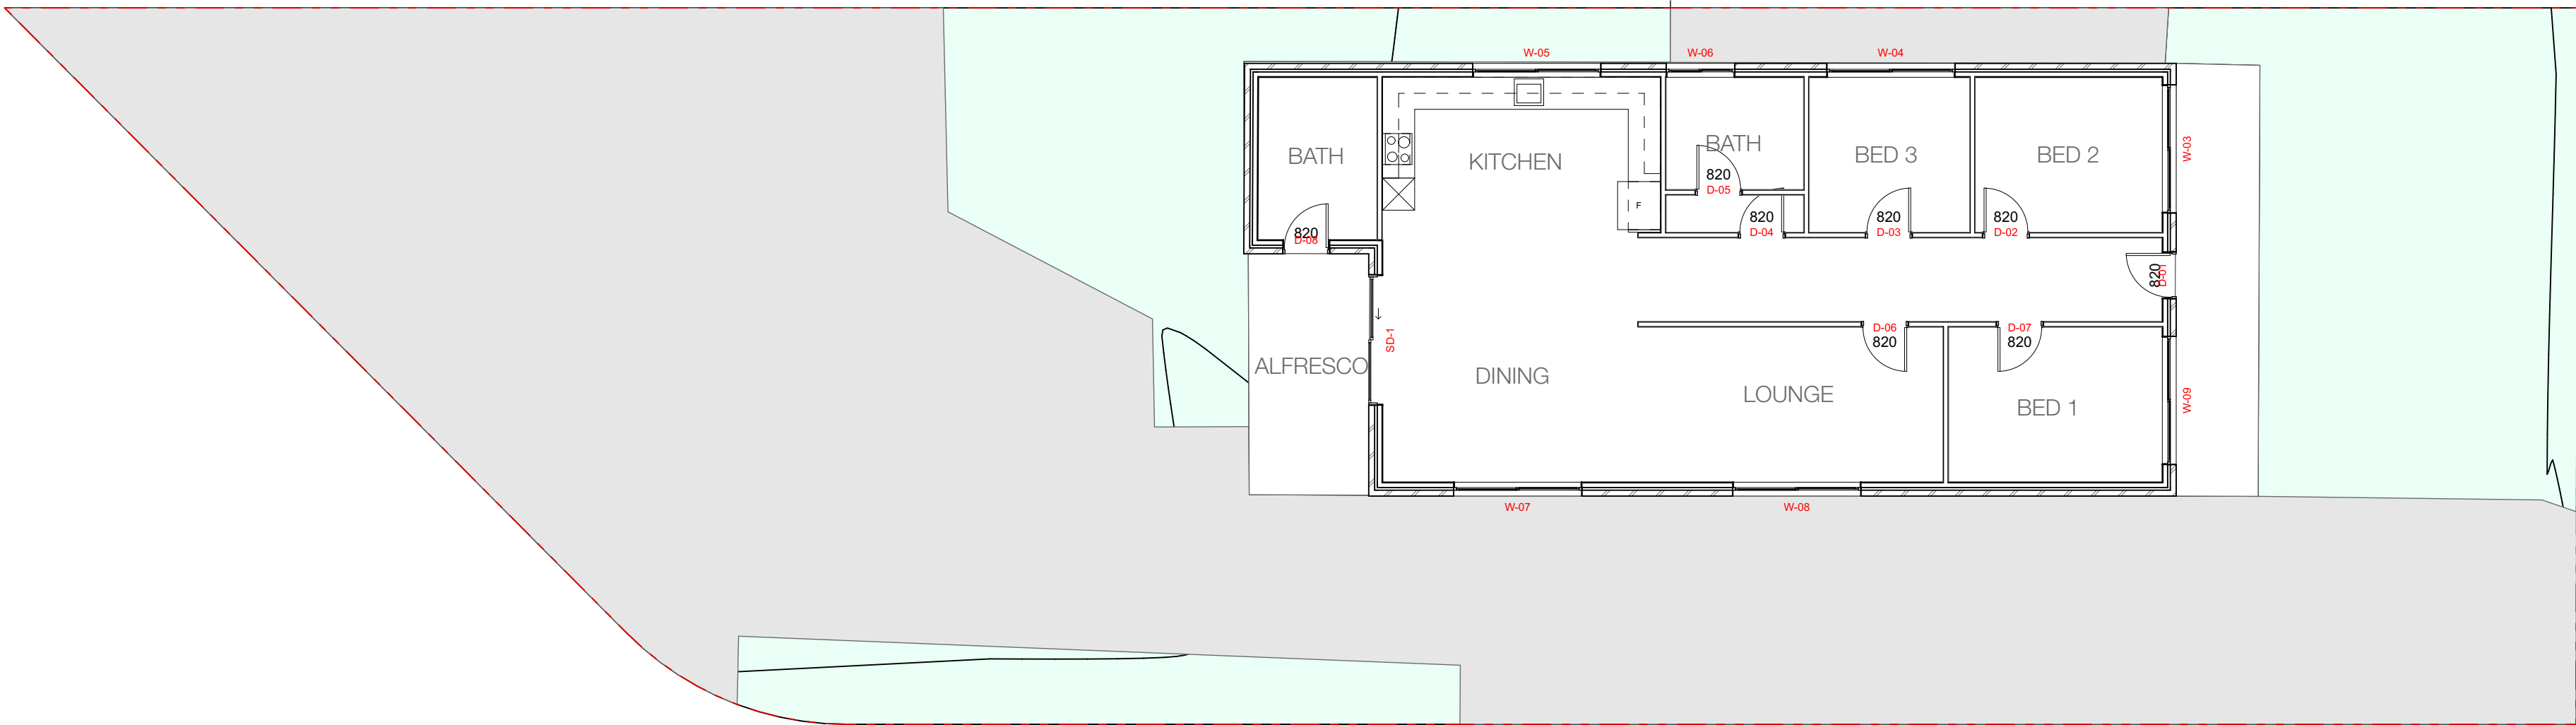 W-05
W-06
W-04
BATH
KITCHEN
BATH
BED 3
BED 2
W-03
820
D-05
F
820
D-08
820
D-04
820
D-03
820
D-02
820
D-01
SD-1
ALFRESCO
DINING
LOUNGE
D-06
820
D-07
820
BED 1
W-09
W-07
W-08